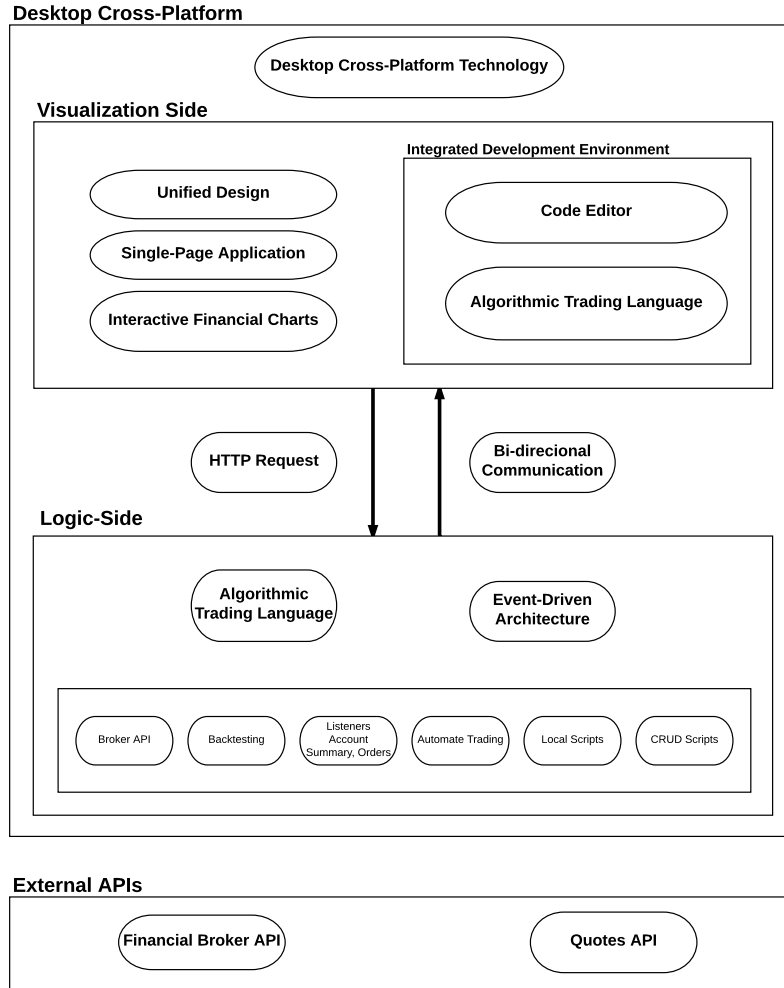 Desktop Cross-Platform
Desktop Cross-Platform Technology
Visualization Side
Integrated Development Environment
Unified Design
Single-Page Application
Interactive Financial Charts
Code Editor
Algorithmic Trading Language
HTTP Request
Bi-direcional
Communication
Logic-Side
Algorithmic
Trading Language
Event-Driven
Architecture
Broker API
Backtesting
Listeners
Account
Summary, Orders
Automate Trading
Local Scripts
CRUD Scripts
External APIs
Financial Broker API
Quotes API